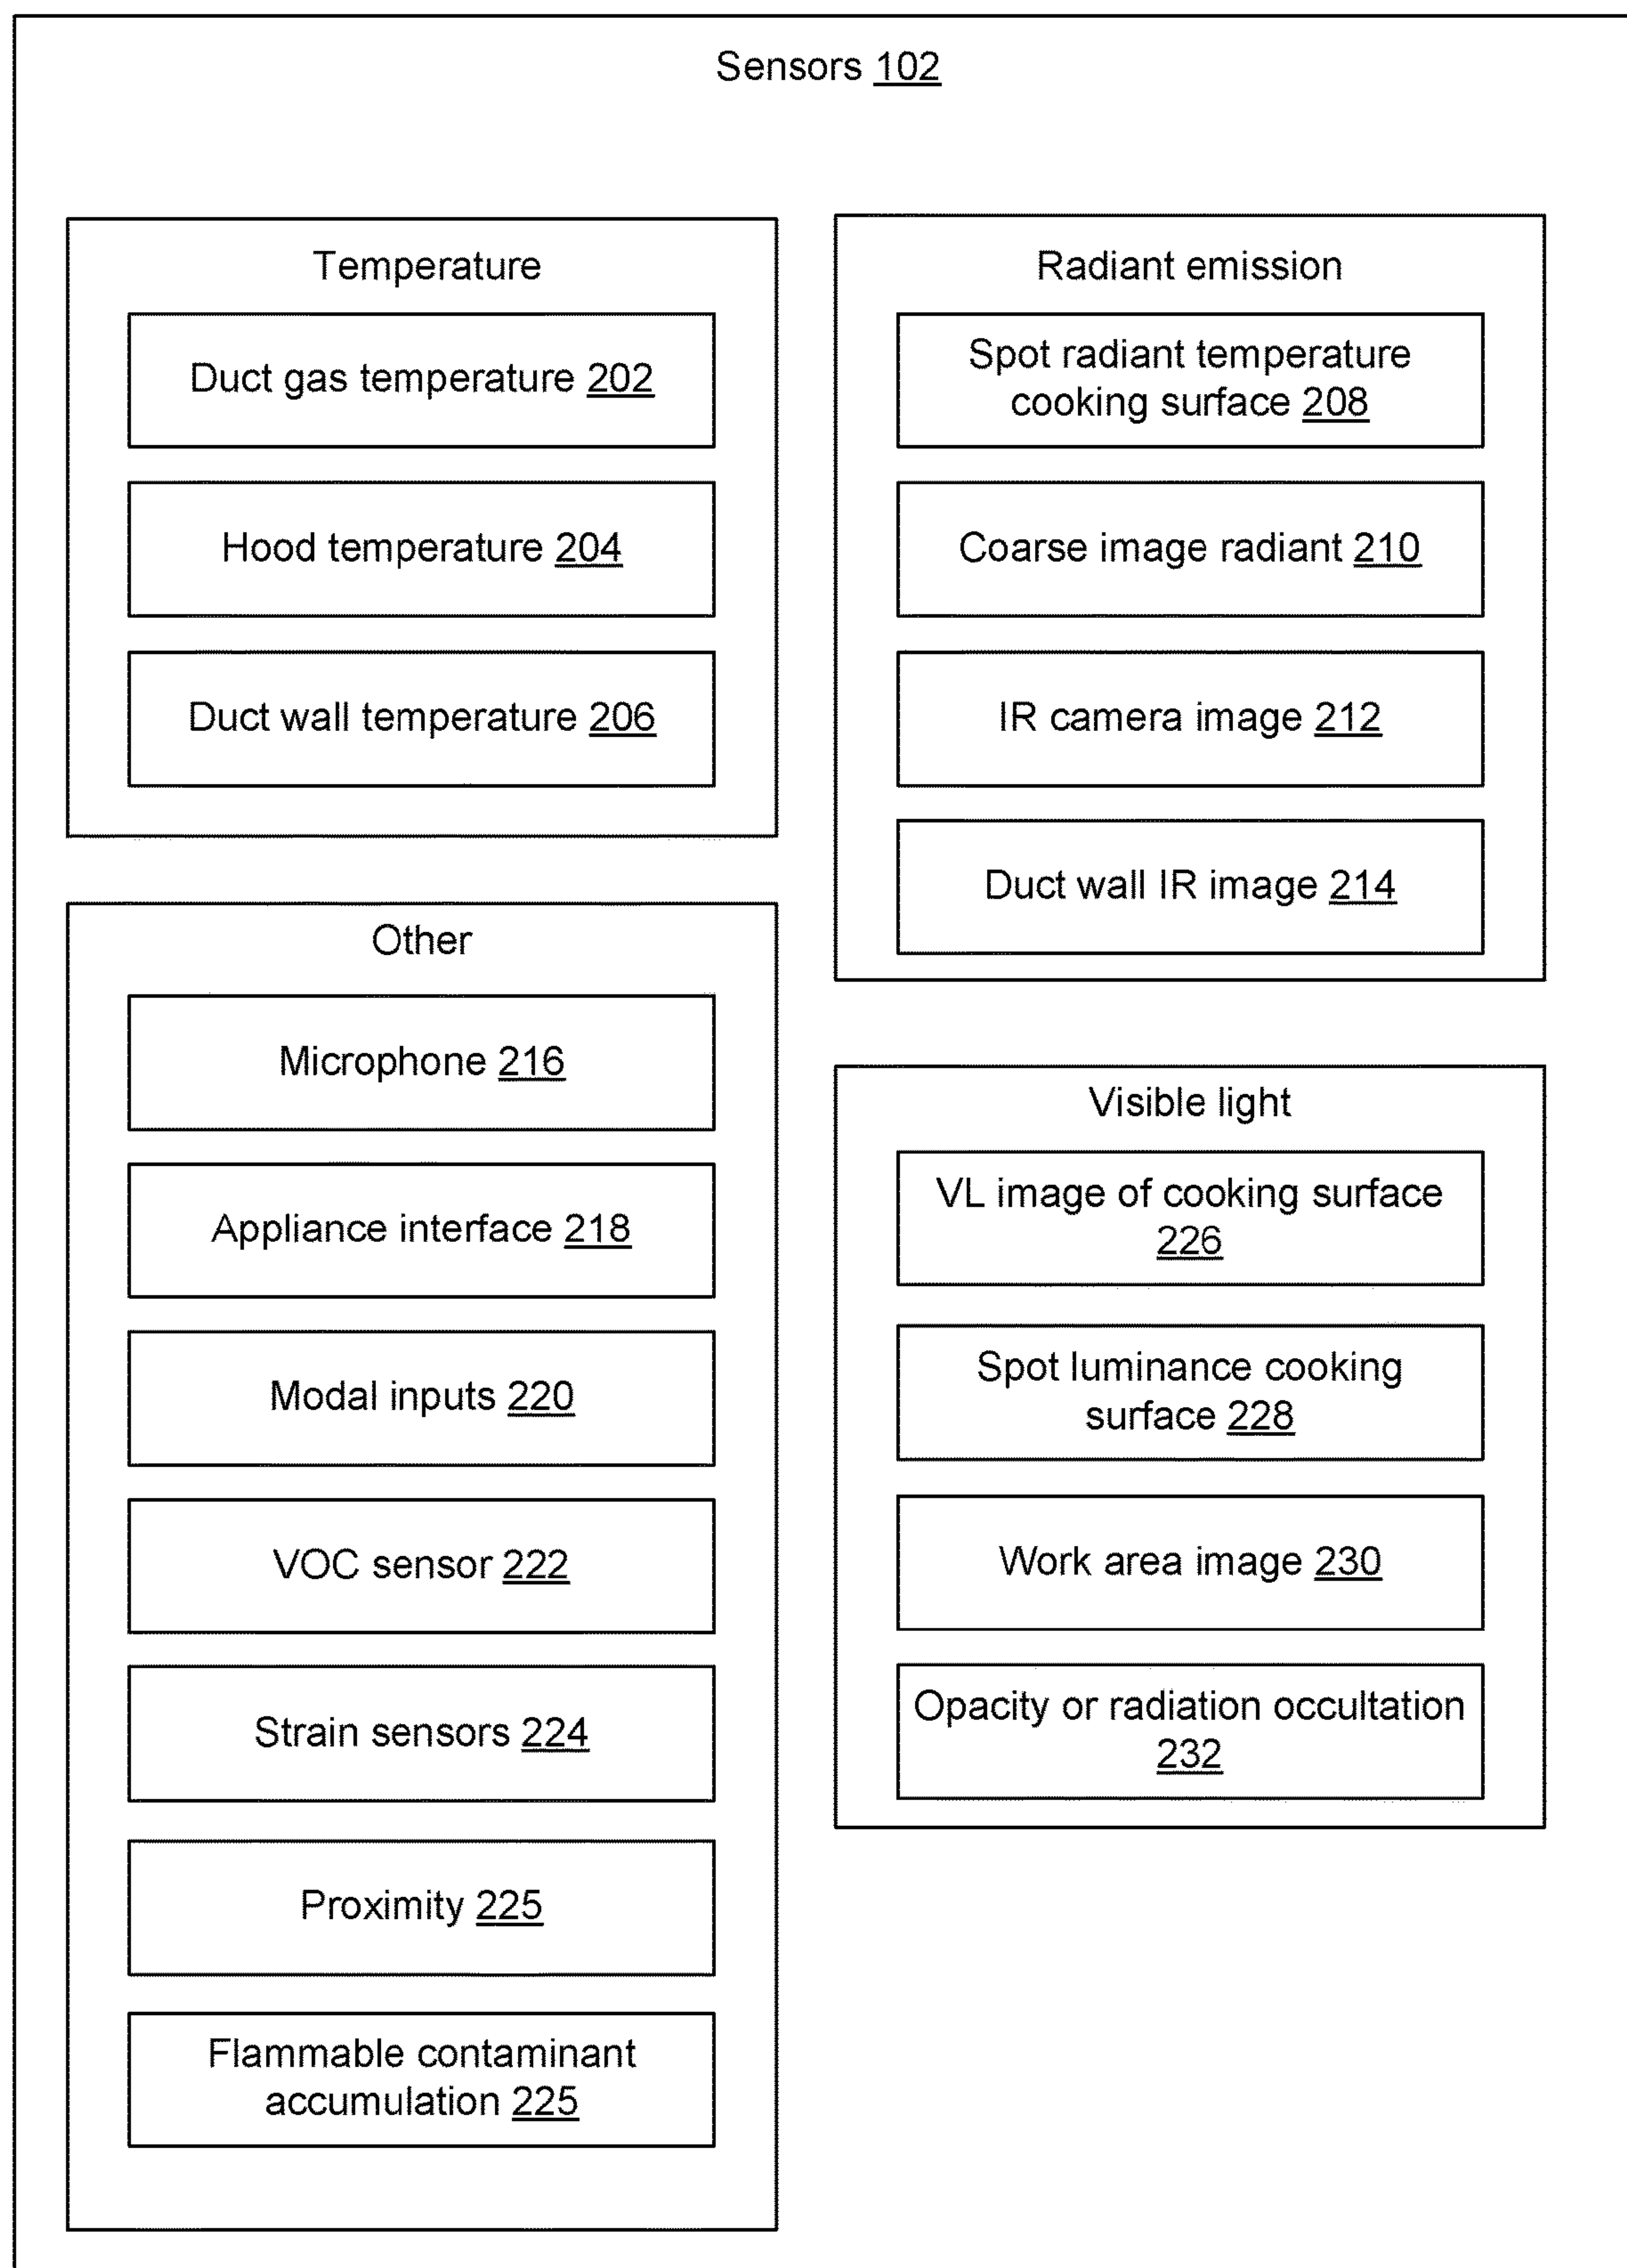 Sensors 102
Temperature
Duct gas temperature 202
Hood temperature 204
Duct wall temperature 206
Other
Microphone 216
Appliance interface 218
Modal inputs 220
VOC sensor 222
Strain sensors 224
Proximity 225
Flammable contaminant
accumulation 225
Radiant emission
Spot radiant temperature
cooking surface 208
Coarse image radiant 210
IR camera image 212
Duct wall IR image 214
Visible light
VL image of cooking surface
226
Spot luminance cooking
surface 228
Work area image 230
Opacity or radiation occultation
232